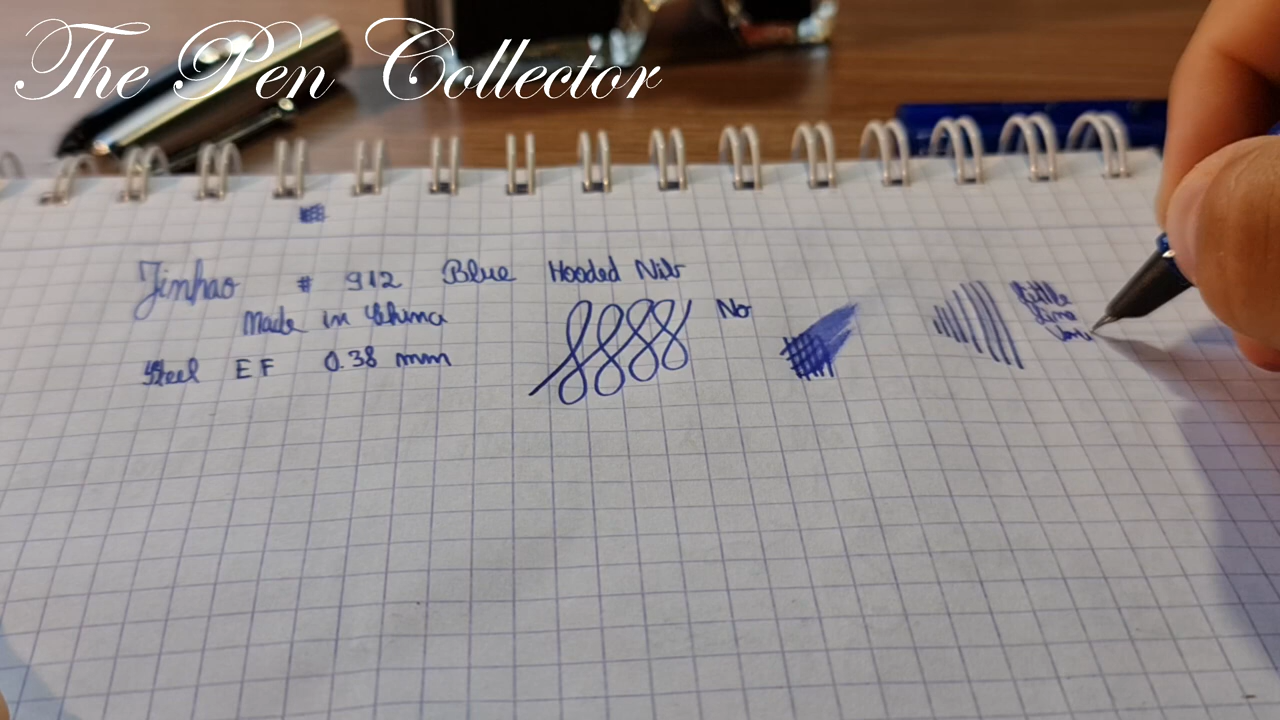 The Pen Collector
Jinhao # 912 Blue Hooded Nib
Made in China
Steel EF 0.38 mm
No
Little
Line
Vari